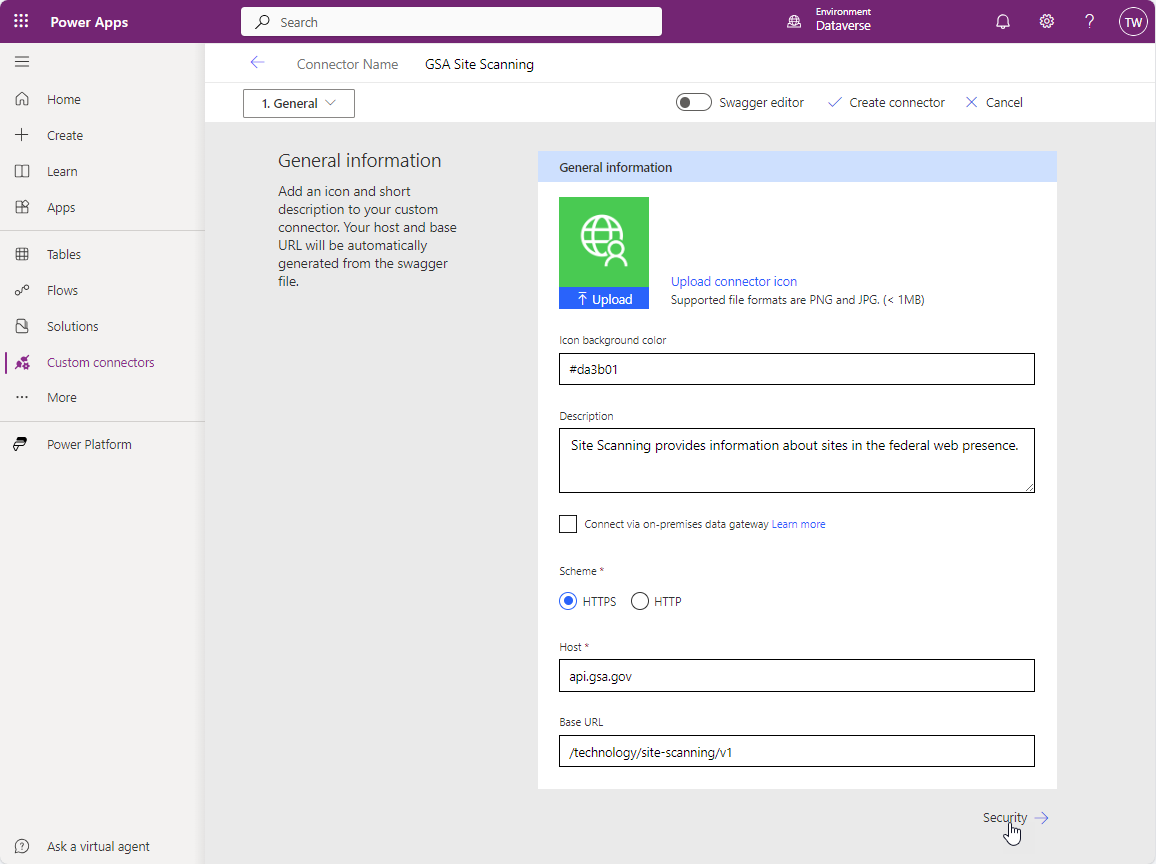 Power Apps
Search
Environment
Dataverse
?
TW
Home
Create
Learn
Apps
Tables
Flows
Solutions
Custom connectors
More
Power Platform
Ask a virtual agent
Connector Name
GSA Site Scanning
1. General
Swagger editor
Create connector
Cancel
General information
Add an icon and short
description to your custom
connector. Your host and base
URL will be automatically
generated from the swagger
file.
General information
Upload
Upload connector icon
Supported file formats are PNG and JPG. (< 1MB)
Icon background color
#da3b01
Description
Site Scanning provides information about sites in the federal web presence.
Connect via on-premises data gateway Learn more
Scheme *
HTTPS
HTTP
Host *
api.gsa.gov
Base URL
/technology/site-scanning/v1
Security